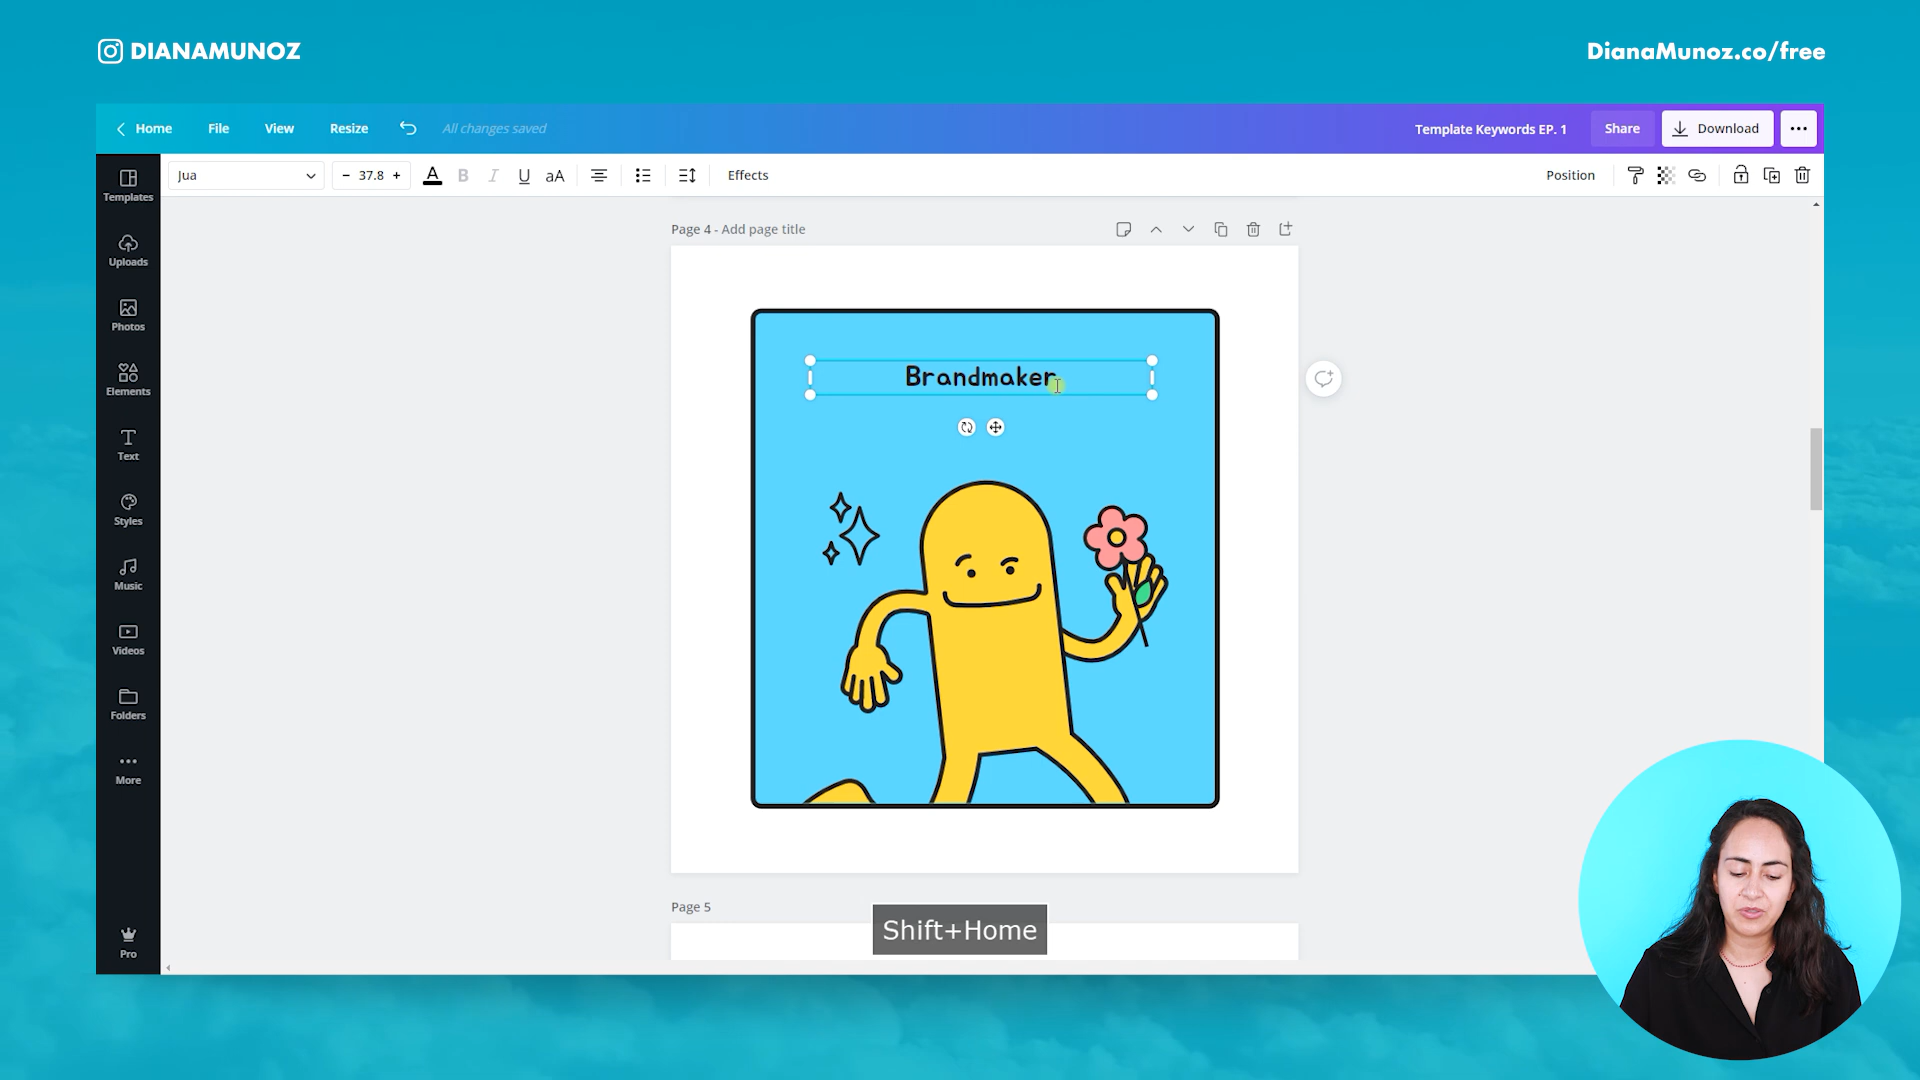 DIANAMUNOZ
DianaMunoz.co/free
Home File View Resize All changes saved Template Keywords EP. 1 Share Download
Jua 37.8 A B I U aA Effects Position
Templates
Uploads
Photos
Elements
Text
Styles
Music
Videos
Folders
More
Pro
Page 4 - Add page title
Brandmaker
Page 5
Shift+Home